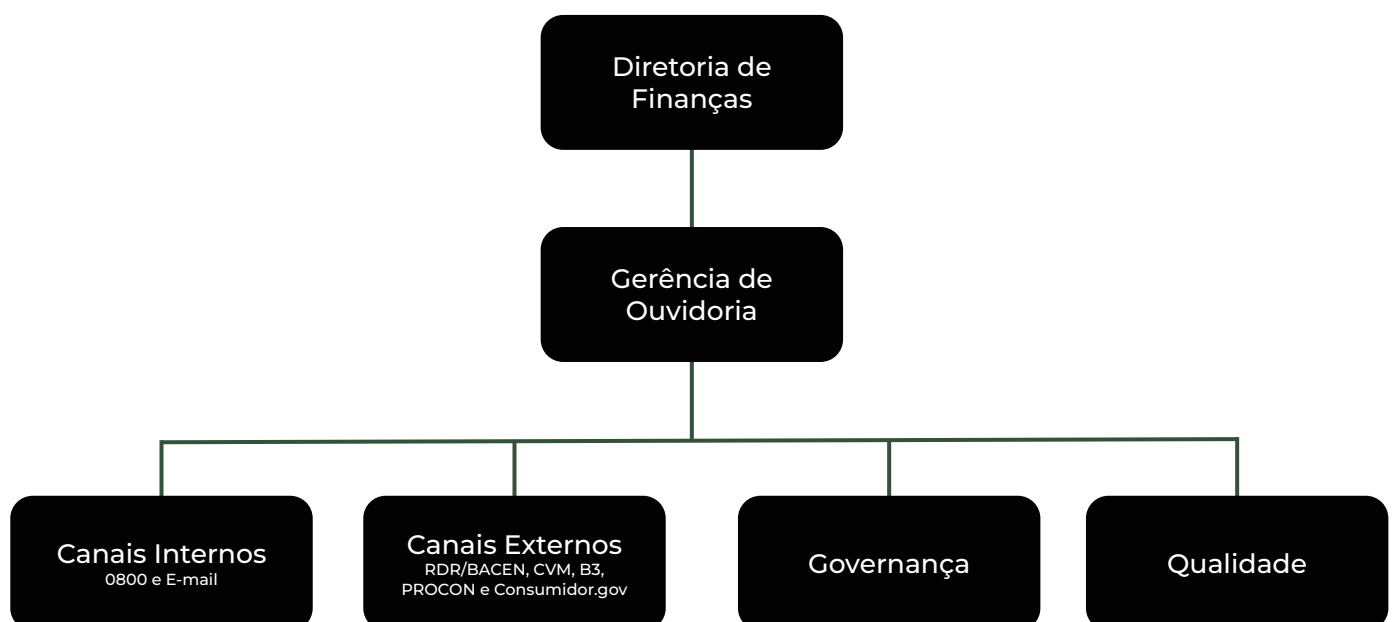 Diretoria de
Finanças
Gerência de
Ouvidoria
Canais Internos
0800 e E-mail
Canais Externos
RDR/BACEN, CVM, B3,
PROCON e Consumidor.gov
Governança
Qualidade